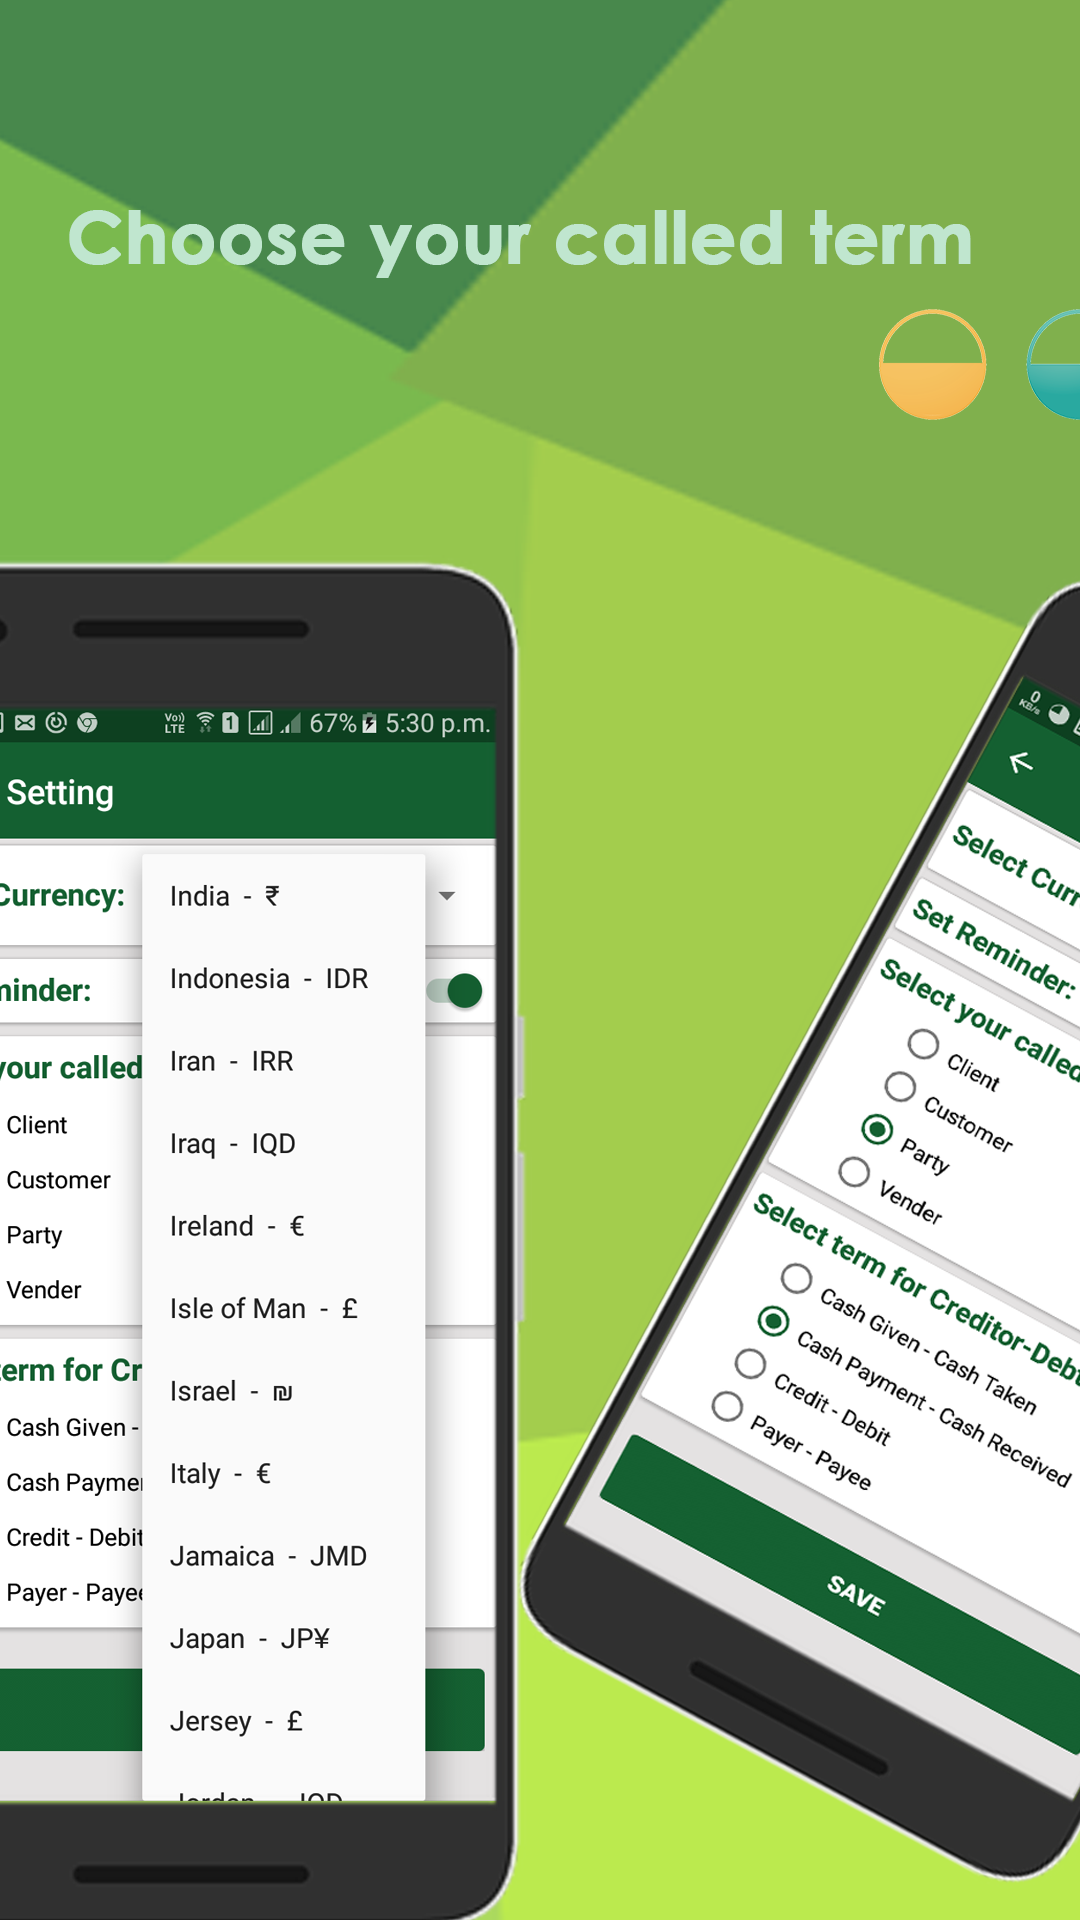 Choose your called term
Vo)) LTE 1 67% 5:30 p.m.
Setting
Currency:
India - ₹
Indonesia - IDR
minder:
Iran - IRR
your called
Client
Iraq - IQD
Customer
Ireland - €
Party
Vender
Isle of Man - £
term for Cr
Israel - ₪
Cash Given -
Italy - €
Cash Payme
Credit - Debit
Jamaica - JMD
Payer - Paye
Japan - JP¥
Jersey - £
Jordan - JOD
0
KB/s
Select Curr
Set Reminder:
Select your called
Client
Customer
Party
Vender
Select term for Creditor-Debt
Cash Given - Cash Taken
Cash Payment - Cash Received
Credit - Debit
Payer - Payee
SAVE